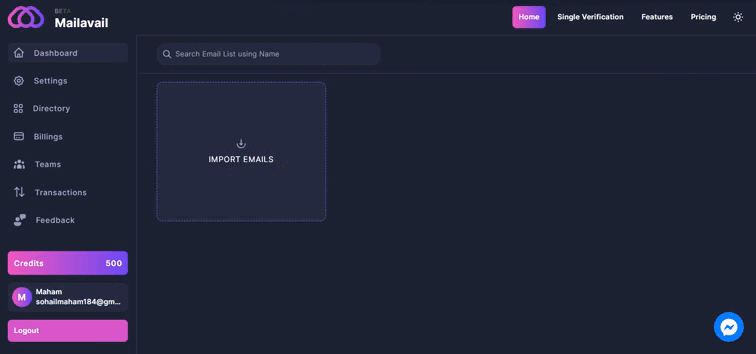 BETA
Mailavail
Home
Single Verification
Features
Pricing
Dashboard
Settings
Directory
Billings
Teams
Transactions
Feedback
Credits 500
M
Maham
sohailmaham184@gm...
Logout
Search Email List using Name
IMPORT EMAILS